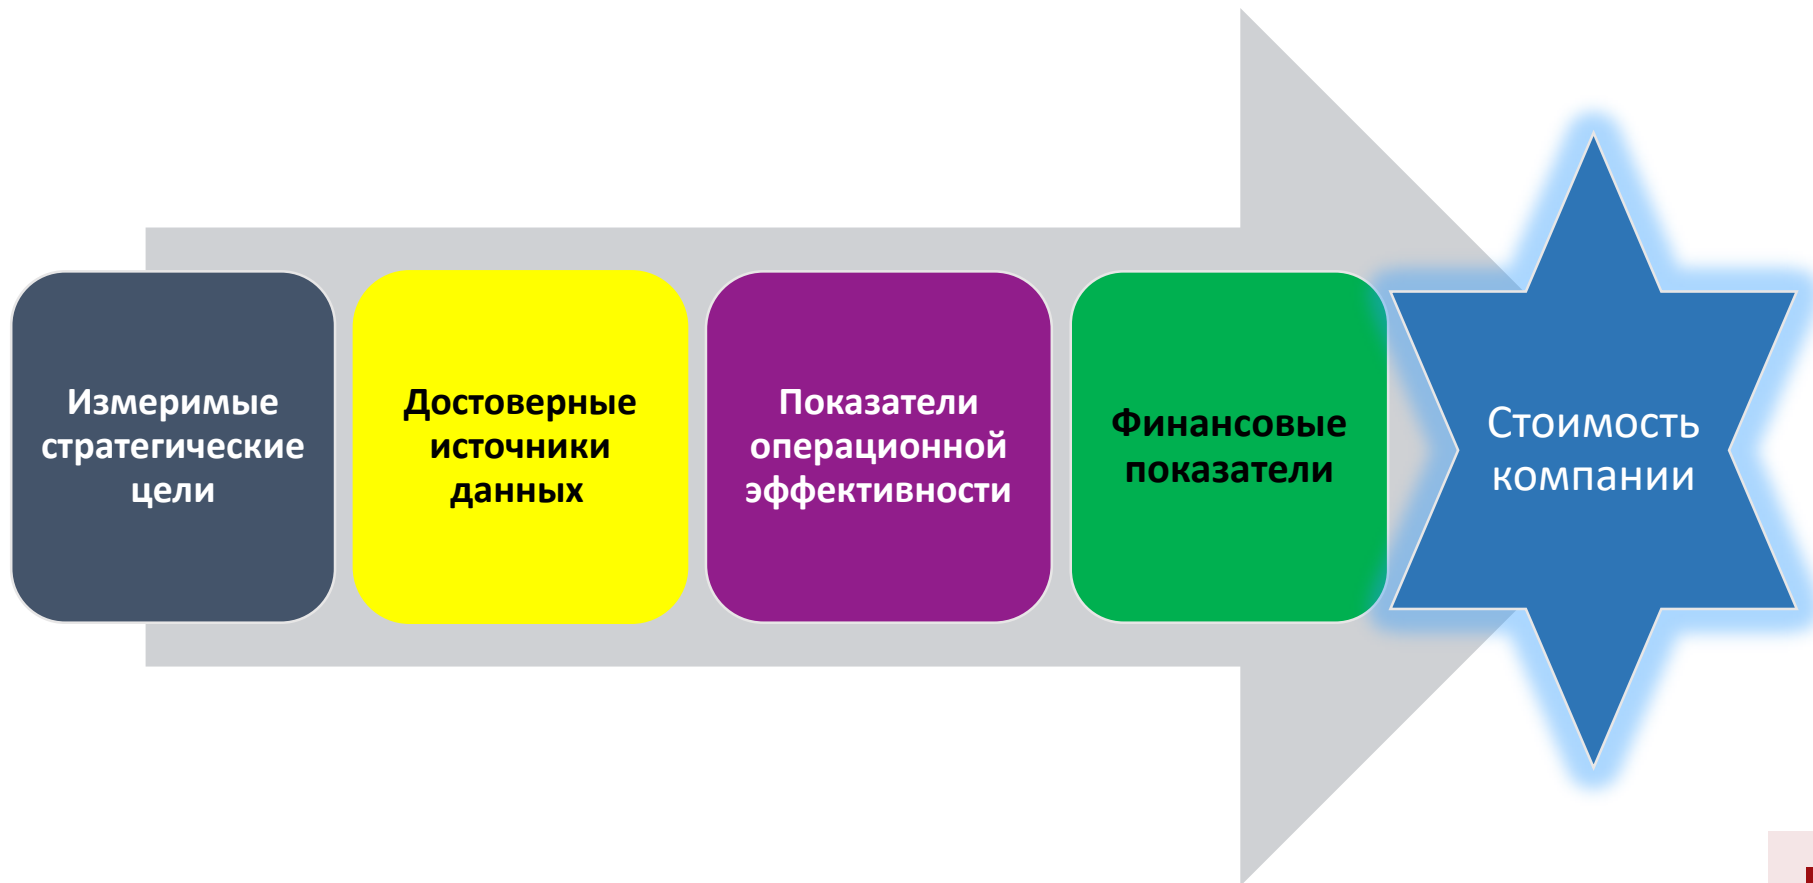 Измеримые
стратегические
цели
Достоверные
источники
данных
Показатели
операционной
эффективности
Финансовые
показатели
Стоимость
компании